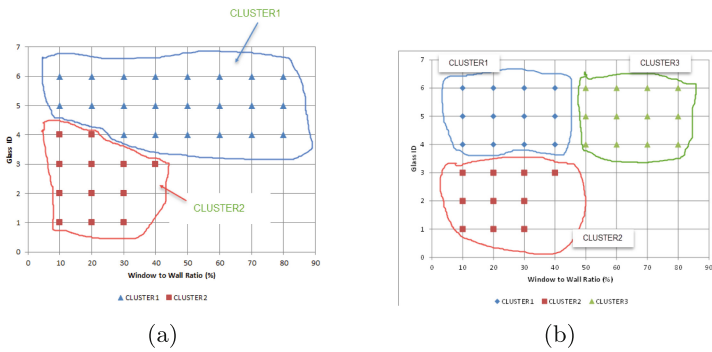 CLUSTER1
7
6
5
4
3
2
1
0
Glass ID
CLUSTER2
0 10 20 30 40 50 60 70 80 90
Window to Wall Ratio (%)
CLUSTER1 CLUSTER2
(a)
CLUSTER1 CLUSTER3
7
6
5
4
3
2
1
0
Glass ID
CLUSTER2
0 10 20 30 40 50 60 70 80 90
Window to Wall Ratio (%)
CLUSTER1 CLUSTER2 CLUSTER3
(b)